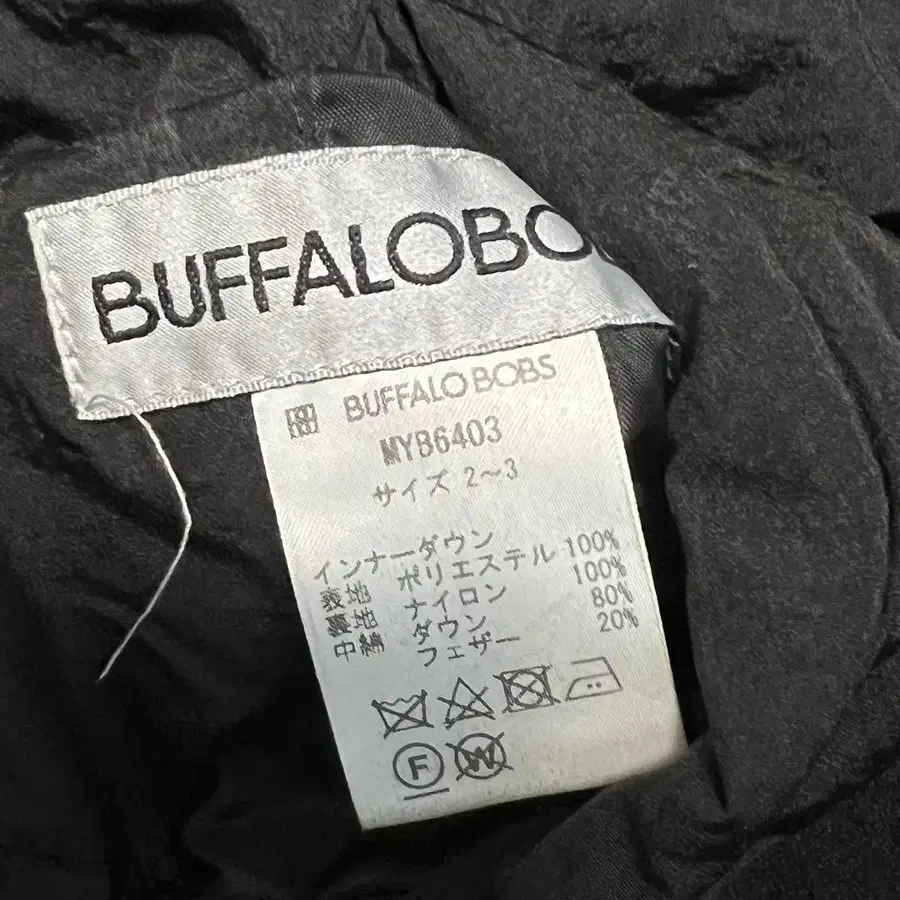 BUFFALOBO
BUFFALO BOBS
MYB6403
サイズ 2～3
インナーダウン
表地 ポリエステル 100%
裏地 ナイロン 100%
中綿 ダウン 80%
フェザー 20%
F
W